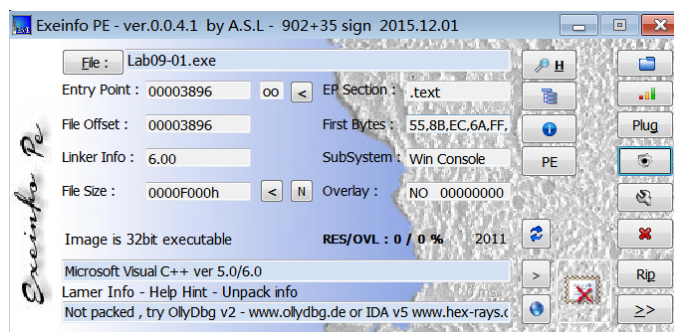 Exeinfo PE - ver.0.0.4.1 by A.S.L - 902+35 sign 2015.12.01
File : Lab09-01.exe H
Entry Point : 00003896 oo < EP Section : .text
File Offset : 00003896 First Bytes : 55,8B,EC,6A,FF, Plug
Linker Info : 6.00 SubSystem : Win Console PE
File Size : 0000F000h < N Overlay : NO 00000000
Image is 32bit executable RES/OVL : 0 / 0 % 2011
Microsoft Visual C++ ver 5.0/6.0 > Rip
Lamer Info - Help Hint - Unpack info ms.
Not packed , try OllyDbg v2 - www.ollydbg.de or IDA v5 www.hex-rays.c >>
Exeinfo Pe